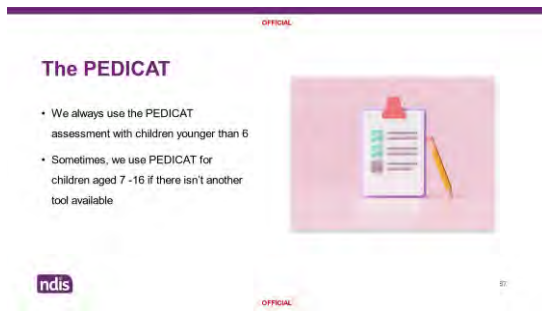 OFFICIAL
The PEDICAT
• We always use the PEDICAT
assessment with children younger than 6
• Sometimes, we use PEDICAT for
children aged 7 -16 if there isn't another
tool available
ndis
OFFICIAL